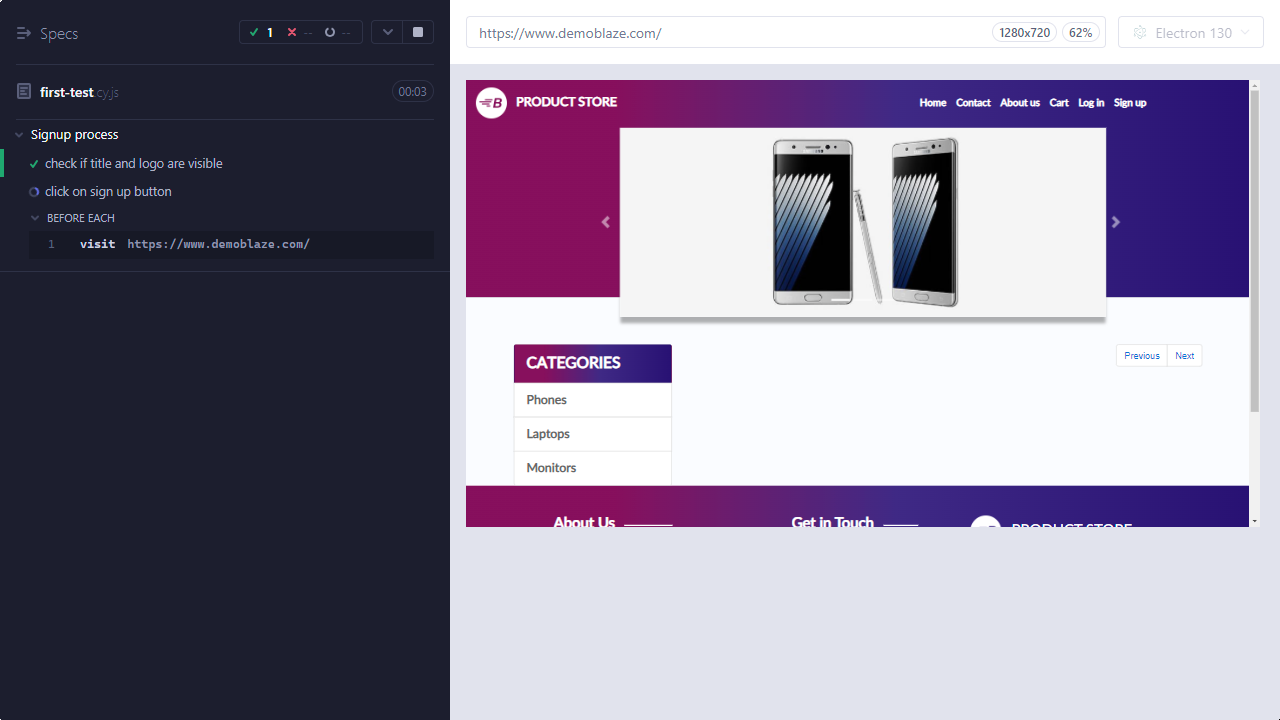 Specs
1 -- --
first-test.cy.js 00:03
Signup process
check if title and logo are visible
click on sign up button
BEFORE EACH
1 visit https://www.demoblaze.com/
https://www.demoblaze.com/ 1280x720 62% Electron 130
B PRODUCT STORE Home Contact About us Cart Log in Sign up
CATEGORIES
Previous Next
Phones
Laptops
Monitors
About Us Get in Touch PRODUCT STORE